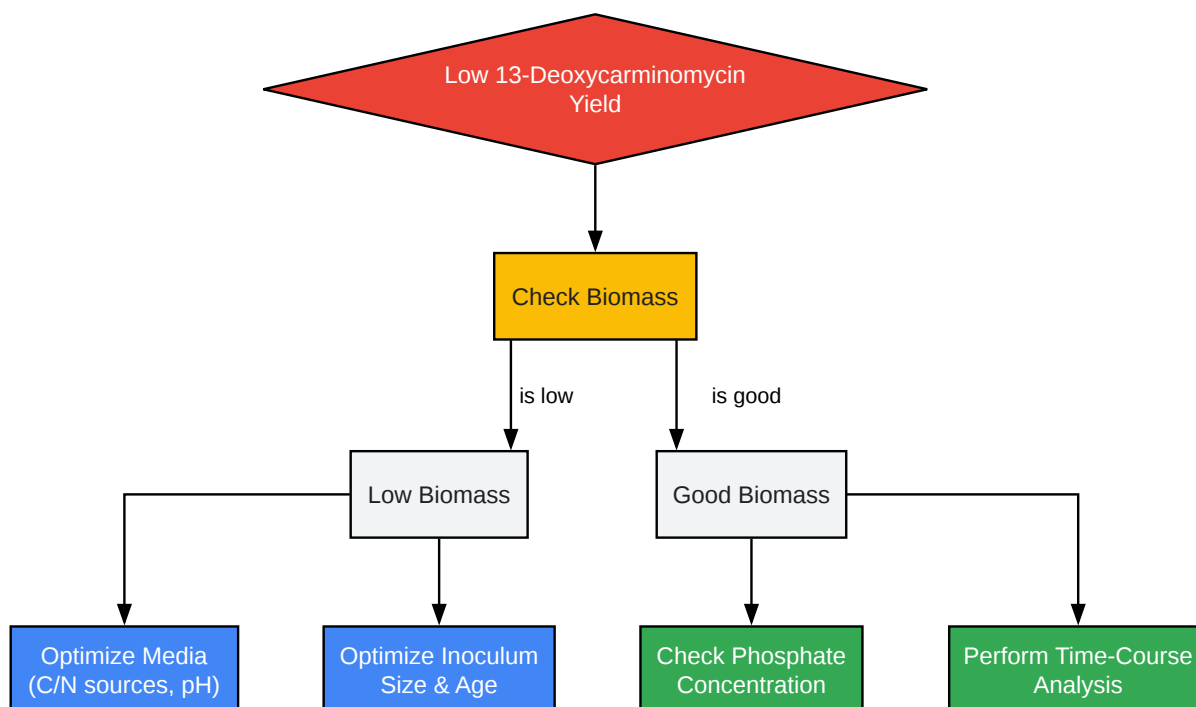 Low 13-Deoxycarminomycin
Yield
Check Biomass
is low
is good
Low Biomass
Good Biomass
Optimize Media
(C/N sources, pH)
Optimize Inoculum
Size & Age
Check Phosphate
Concentration
Perform Time-Course
Analysis